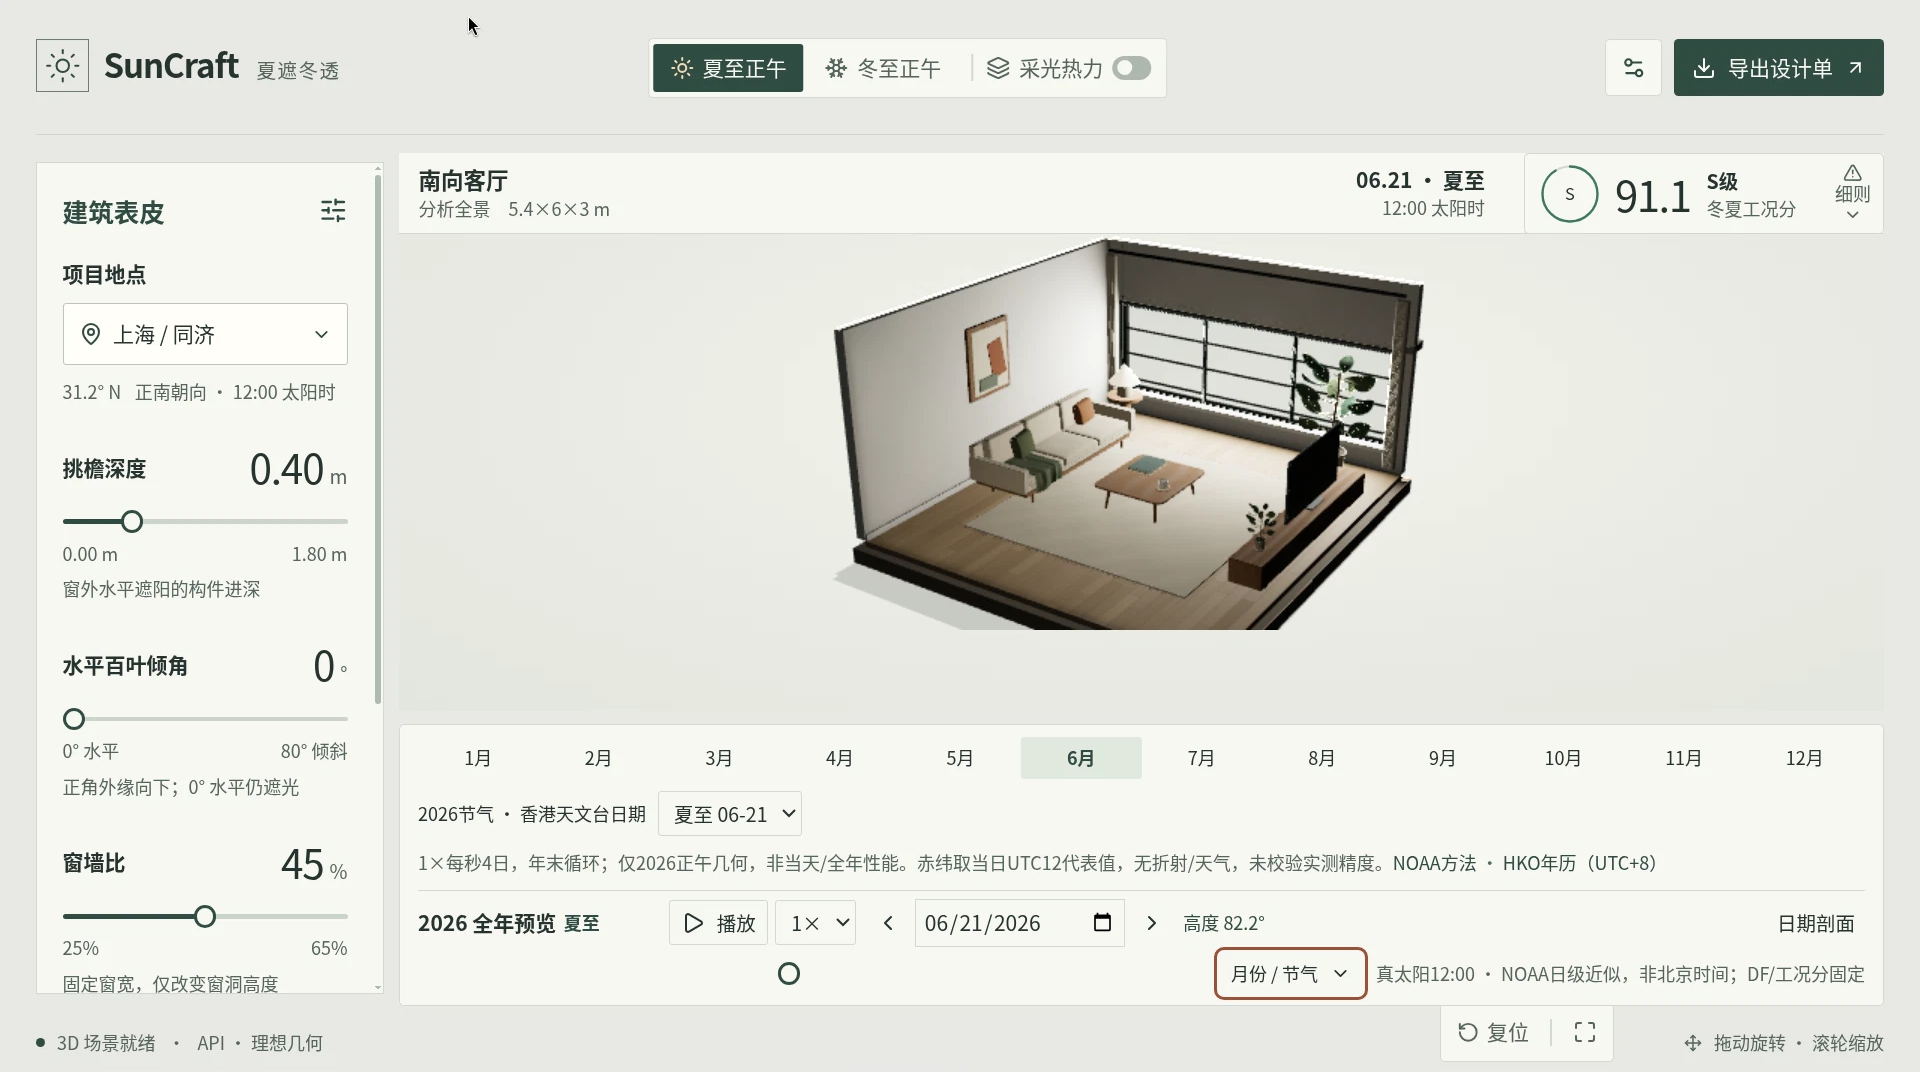 SunCraft 夏遮冬透
夏至正午
冬至正午
采光热力
导出设计单
建筑表皮
项目地点
上海 / 同济
31.2° N 正南朝向 · 12:00 太阳时
挑檐深度 0.40 m
0.00 m 1.80 m
窗外水平遮阳的构件进深
水平百叶倾角 0 °
0° 水平 80° 倾斜
正角外缘向下；0° 水平仍遮光
窗墙比 45 %
25% 65%
固定窗宽，仅改变窗洞高度
南向客厅
分析全景 5.4×6×3 m
06.21 · 夏至
12:00 太阳时
S
91.1
S级
冬夏工况分
细则
1月 2月 3月 4月 5月 6月 7月 8月 9月 10月 11月 12月
2026节气 · 香港天文台日期 夏至 06-21
1×每秒4日，年末循环；仅2026正午几何，非当天/全年性能。赤纬取当日UTC12代表值，无折射/天气，未校验实测精度。NOAA方法 · HKO年历（UTC+8）
2026 全年预览 夏至 播放 1× 06/21/2026 高度 82.2° 日期剖面
月份 / 节气 真太阳12:00 · NOAA日级近似，非北京时间；DF/工况分固定
3D 场景就绪 · API · 理想几何
复位
拖动旋转 · 滚轮缩放